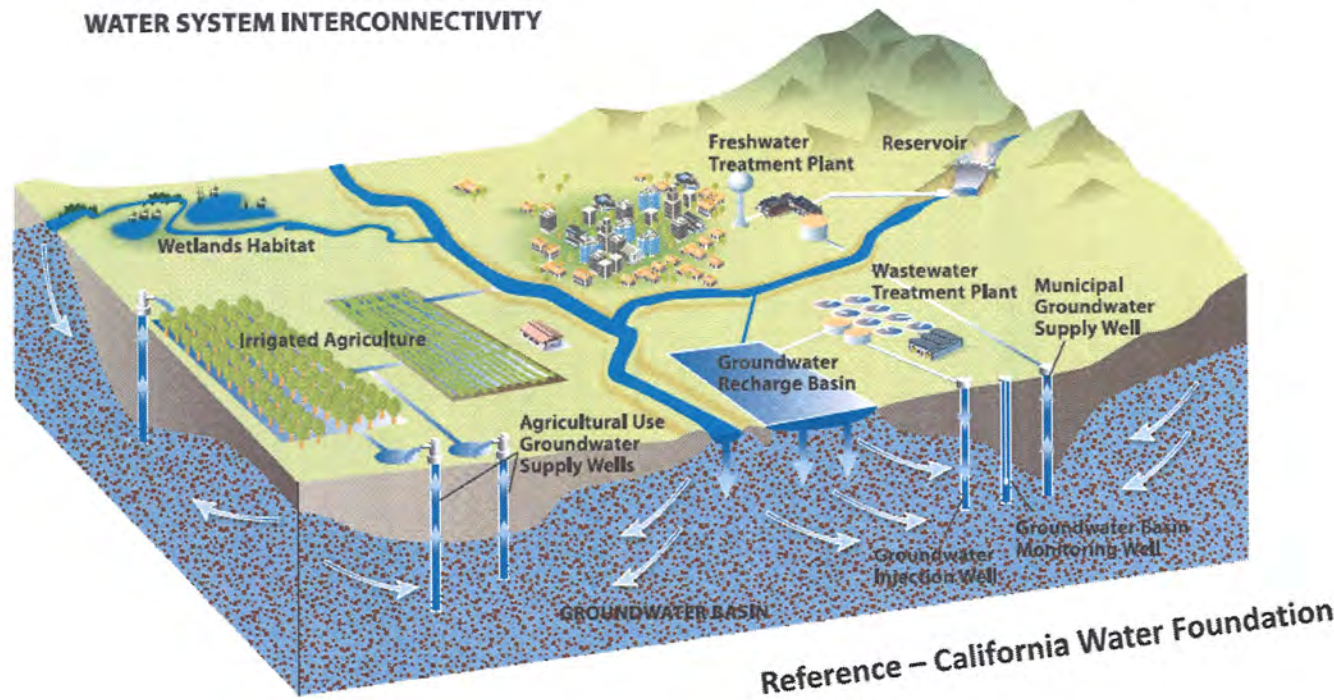 WATER SYSTEM INTERCONNECTIVITY
Freshwater
Treatment Plant
Reservoir
Wetlands Habitat
Wastewater
Treatment Plant
Municipal
Groundwater
Supply Well
Irrigated Agriculture
Groundwater
Recharge Basin
Agricultural Use
Groundwater
Supply Wells
Groundwater
Injection Well
Groundwater Basin
Monitoring Well
GROUNDWATER BASIN
Reference – California Water Foundation